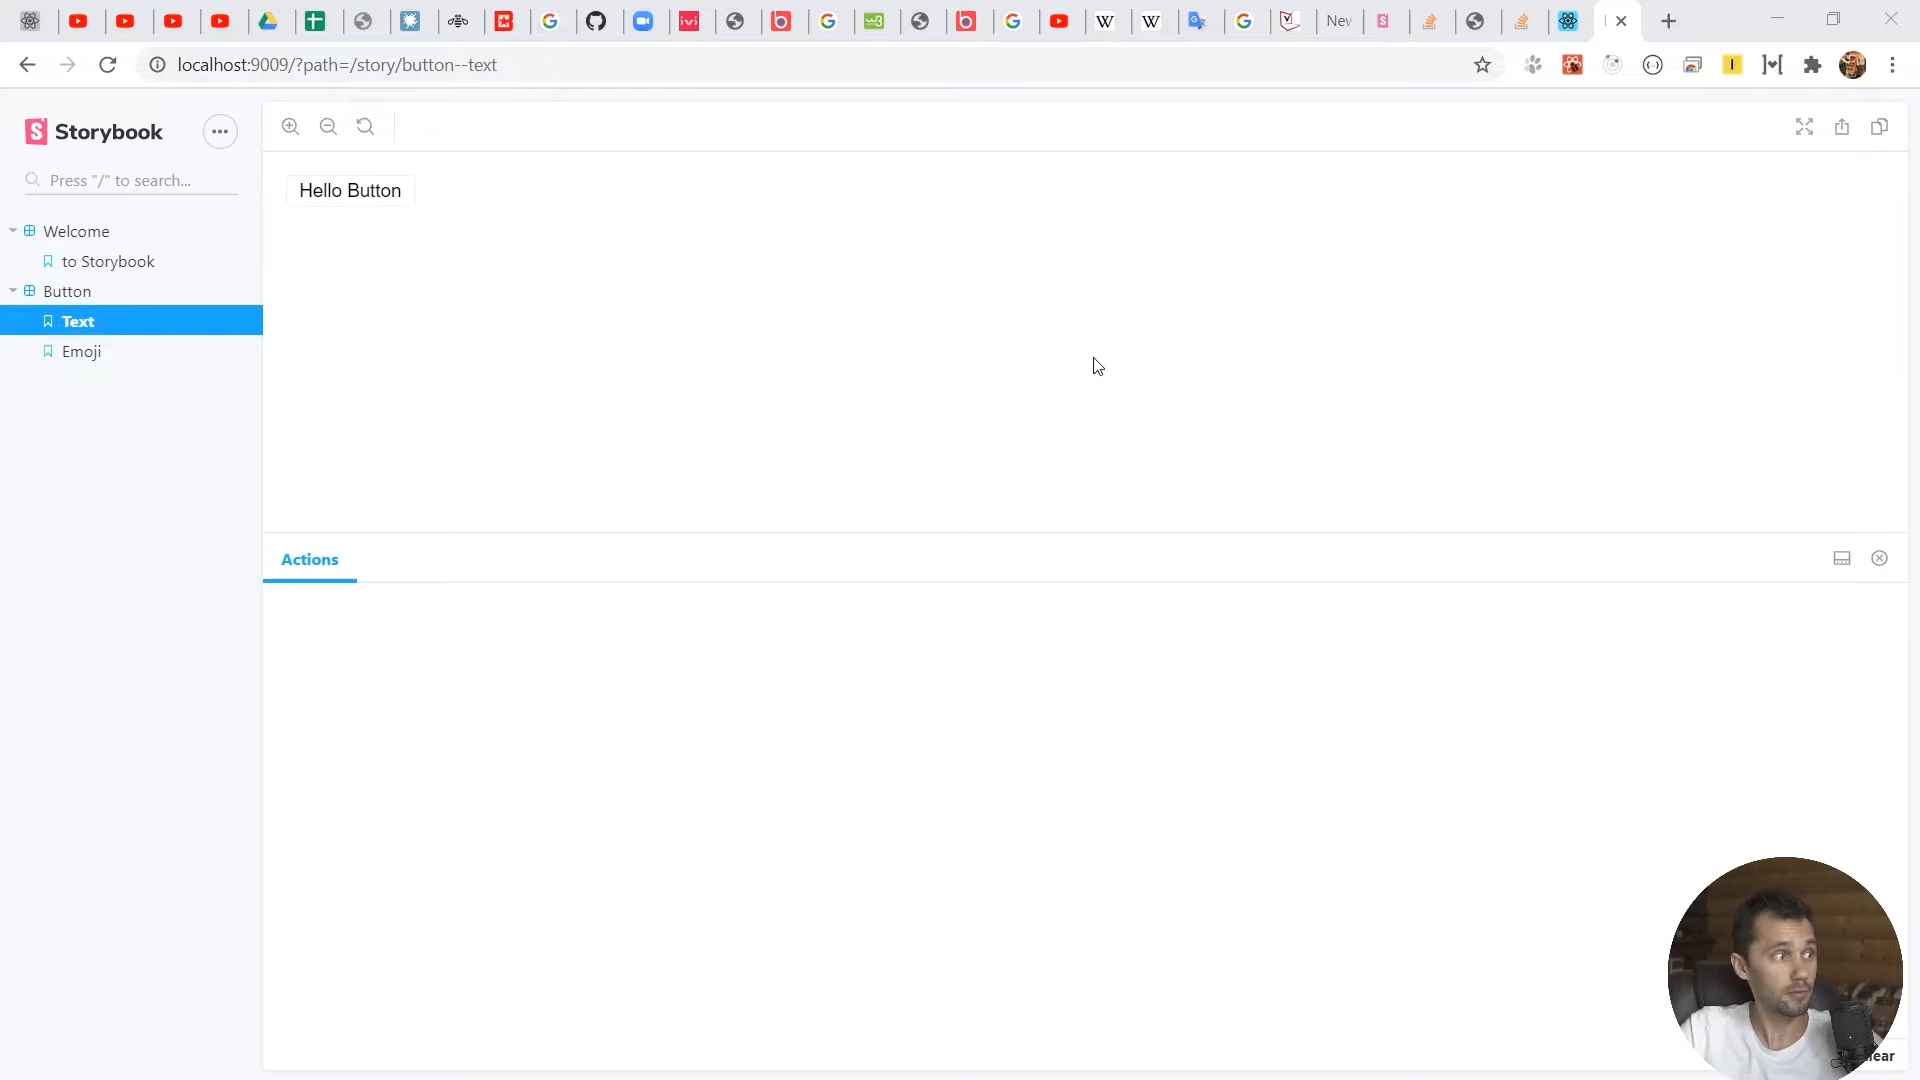 New
localhost:9009/?path=/story/button--text
Storybook
Press "/" to search...
Hello Button
Welcome
to Storybook
Button
Text
Emoji
Actions
lear